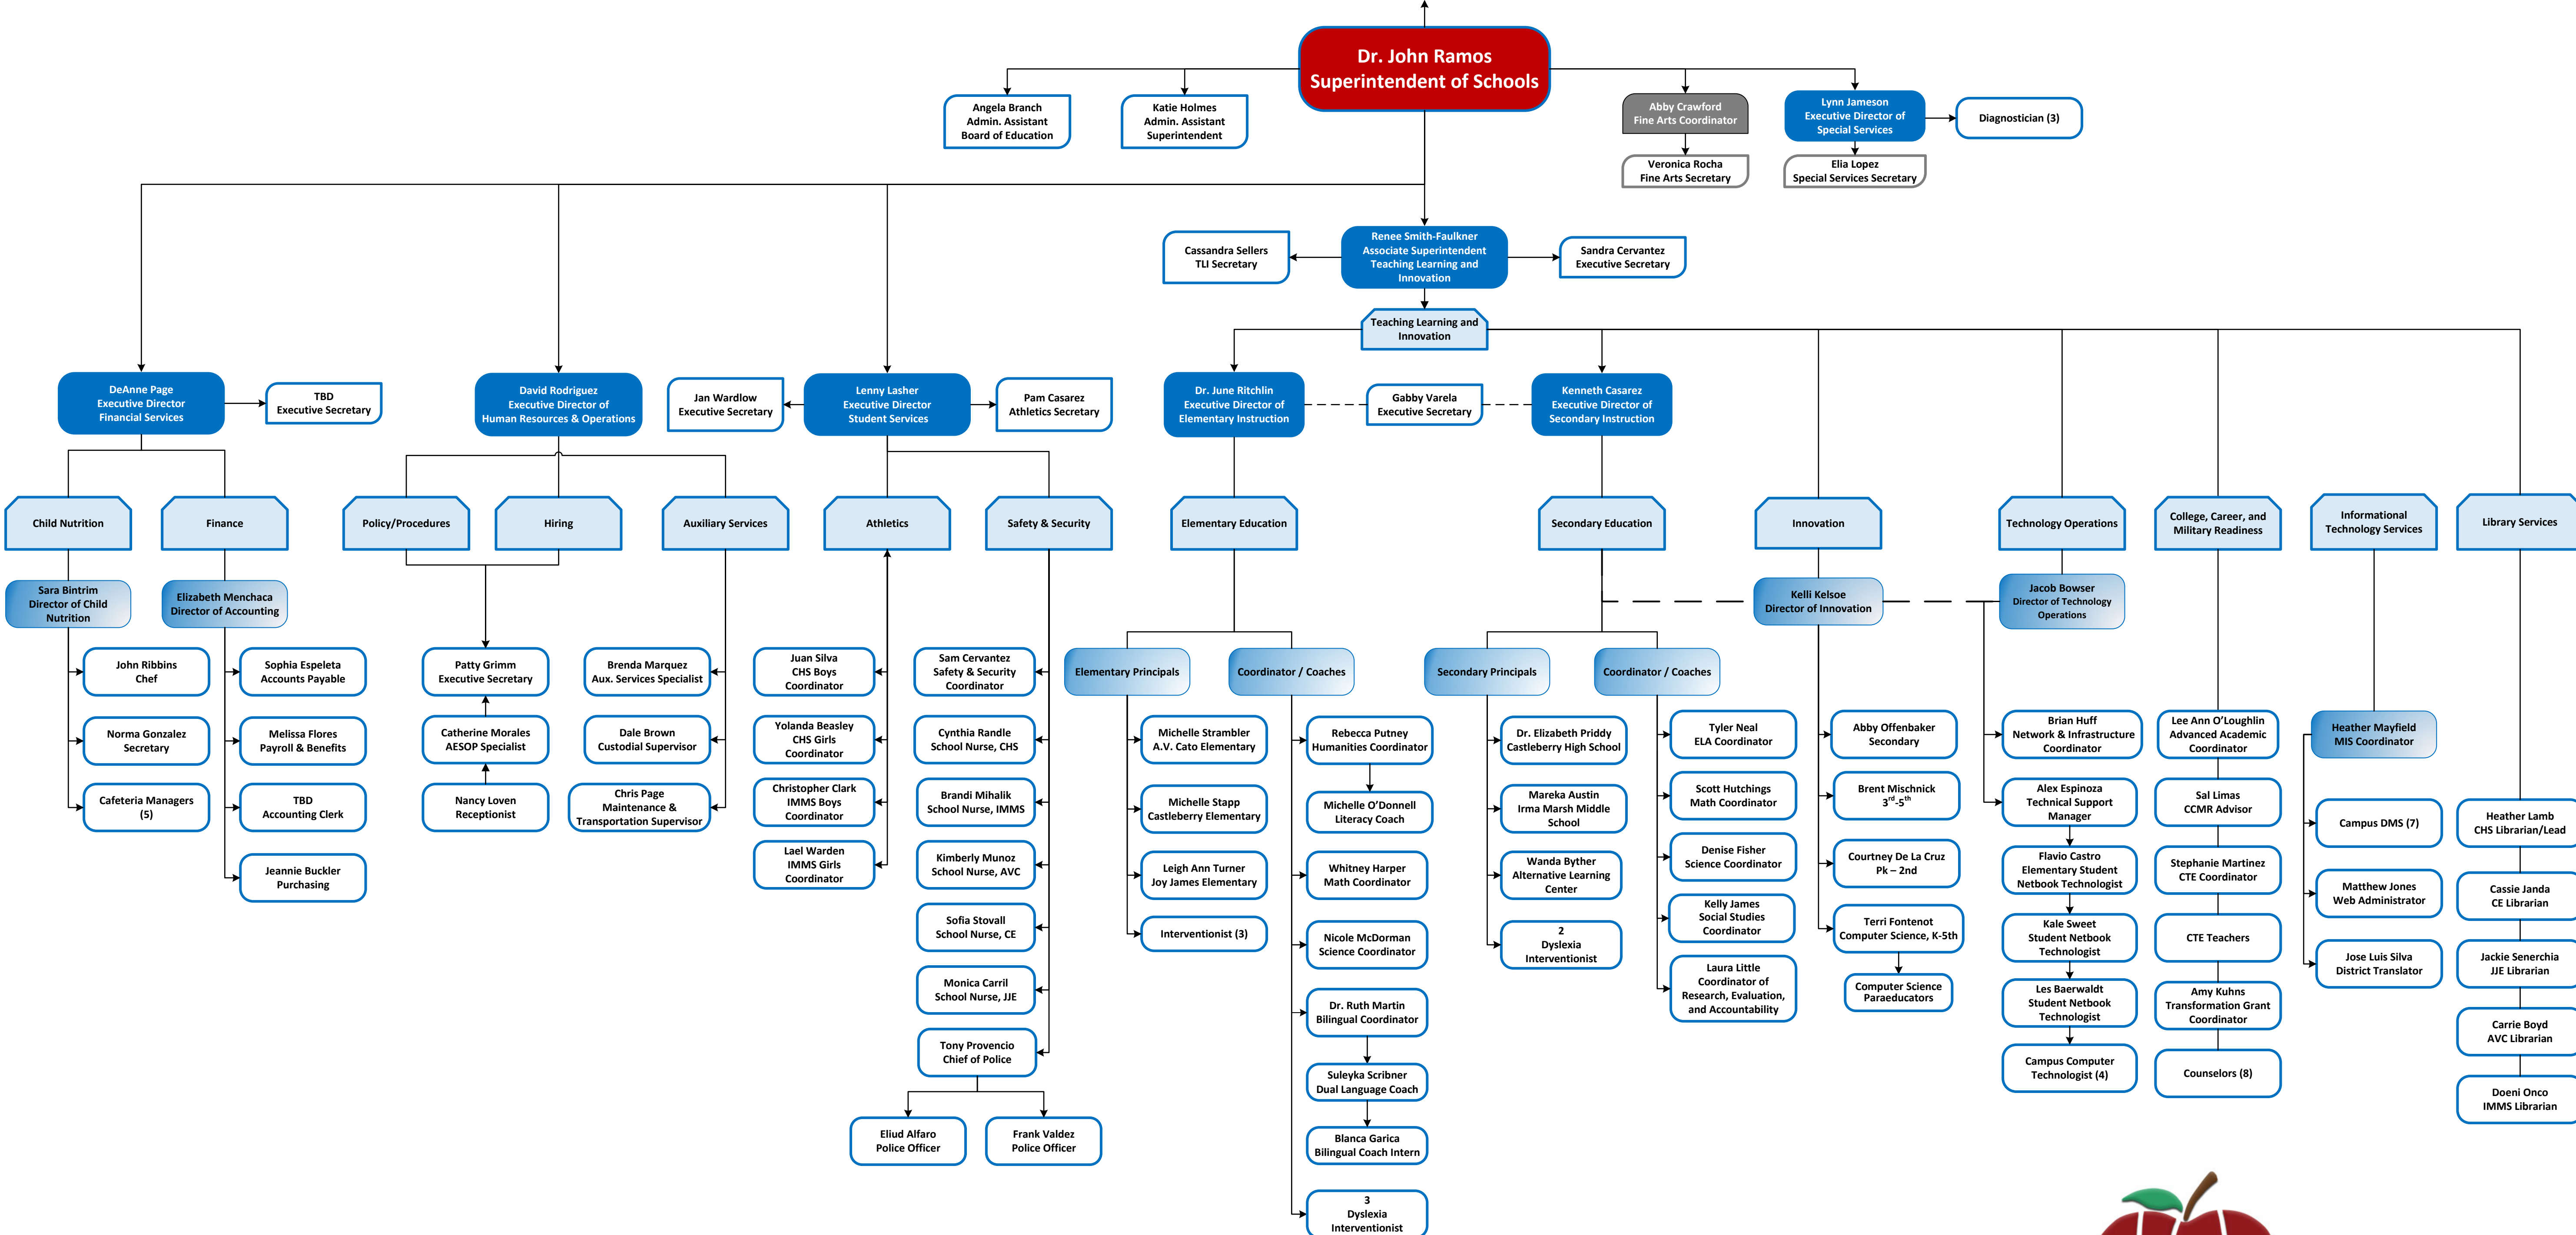 Dr. John Ramos
Superintendent of Schools
Angela Branch
Admin. Assistant
Board of Education
Katie Holmes
Admin. Assistant
Superintendent
Abby Crawford
Fine Arts Coordinator
Lynn Jameson
Executive Director of
Special Services
Diagnostician (3)
Veronica Rocha
Fine Arts Secretary
Elia Lopez
Special Services Secretary
Cassandra Sellers
TLI Secretary
Renee Smith-Faulkner
Associate Superintendent
Teaching Learning and
Innovation
Sandra Cervantez
Executive Secretary
Teaching Learning and
Innovation
DeAnne Page
Executive Director
Financial Services
TBD
Executive Secretary
David Rodriguez
Executive Director of
Human Resources & Operations
Jan Wardlow
Executive Secretary
Lenny Lasher
Executive Director
Student Services
Pam Casarez
Athletics Secretary
Dr. June Ritchlin
Executive Director of
Elementary Instruction
Gabby Varela
Executive Secretary
Kenneth Casarez
Executive Director of
Secondary Instruction
Child Nutrition
Finance
Policy/Procedures
Hiring
Auxiliary Services
Athletics
Safety & Security
Elementary Education
Secondary Education
Innovation
Technology Operations
College, Career, and
Military Readiness
Informational
Technology Services
Library Services
Sara Bintrim
Director of Child
Nutrition
Elizabeth Menchaca
Director of Accounting
Kelli Kelsoe
Director of Innovation
Jacob Bowser
Director of Technology
Operations
John Ribbins
Chef
Norma Gonzalez
Secretary
Cafeteria Managers
(5)
Sophia Espeleta
Accounts Payable
Melissa Flores
Payroll & Benefits
TBD
Accounting Clerk
Jeannie Buckler
Purchasing
Patty Grimm
Executive Secretary
Catherine Morales
AESOP Specialist
Nancy Loven
Receptionist
Brenda Marquez
Aux. Services Specialist
Dale Brown
Custodial Supervisor
Chris Page
Maintenance &
Transportation Supervisor
Juan Silva
CHS Boys
Coordinator
Yolanda Beasley
CHS Girls
Coordinator
Christopher Clark
IMMS Boys
Coordinator
Lael Warden
IMMS Girls
Coordinator
Sam Cervantez
Safety & Security
Coordinator
Cynthia Randle
School Nurse, CHS
Brandi Mihalik
School Nurse, IMMS
Kimberly Munoz
School Nurse, AVC
Sofia Stovall
School Nurse, CE
Monica Carril
School Nurse, JJE
Tony Provencio
Chief of Police
Eliud Alfaro
Police Officer
Frank Valdez
Police Officer
Elementary Principals
Michelle Strambler
A.V. Cato Elementary
Michelle Stapp
Castleberry Elementary
Leigh Ann Turner
Joy James Elementary
Interventionist (3)
Coordinator / Coaches
Rebecca Putney
Humanities Coordinator
Michelle O’Donnell
Literacy Coach
Whitney Harper
Math Coordinator
Nicole McDorman
Science Coordinator
Dr. Ruth Martin
Bilingual Coordinator
Suleyka Scribner
Dual Language Coach
Blanca Garica
Bilingual Coach Intern
3
Dyslexia
Interventionist
Secondary Principals
Dr. Elizabeth Priddy
Castleberry High School
Mareka Austin
Irma Marsh Middle
School
Wanda Byther
Alternative Learning
Center
2
Dyslexia
Interventionist
Coordinator / Coaches
Tyler Neal
ELA Coordinator
Scott Hutchings
Math Coordinator
Denise Fisher
Science Coordinator
Kelly James
Social Studies
Coordinator
Laura Little
Coordinator of
Research, Evaluation,
and Accountability
Abby Offenbaker
Secondary
Brent Mischnick
3rd-5th
Courtney De La Cruz
Pk – 2nd
Terri Fontenot
Computer Science, K-5th
Computer Science
Paraeducators
Brian Huff
Network & Infrastructure
Coordinator
Alex Espinoza
Technical Support
Manager
Flavio Castro
Elementary Student
Netbook Technologist
Kale Sweet
Student Netbook
Technologist
Les Baerwaldt
Student Netbook
Technologist
Campus Computer
Technologist (4)
Lee Ann O’Loughlin
Advanced Academic
Coordinator
Sal Limas
CCMR Advisor
Stephanie Martinez
CTE Coordinator
CTE Teachers
Amy Kuhns
Transformation Grant
Coordinator
Counselors (8)
Heather Mayfield
MIS Coordinator
Campus DMS (7)
Matthew Jones
Web Administrator
Jose Luis Silva
District Translator
Heather Lamb
CHS Librarian/Lead
Cassie Janda
CE Librarian
Jackie Senerchia
JJE Librarian
Carrie Boyd
AVC Librarian
Doeni Onco
IMMS Librarian